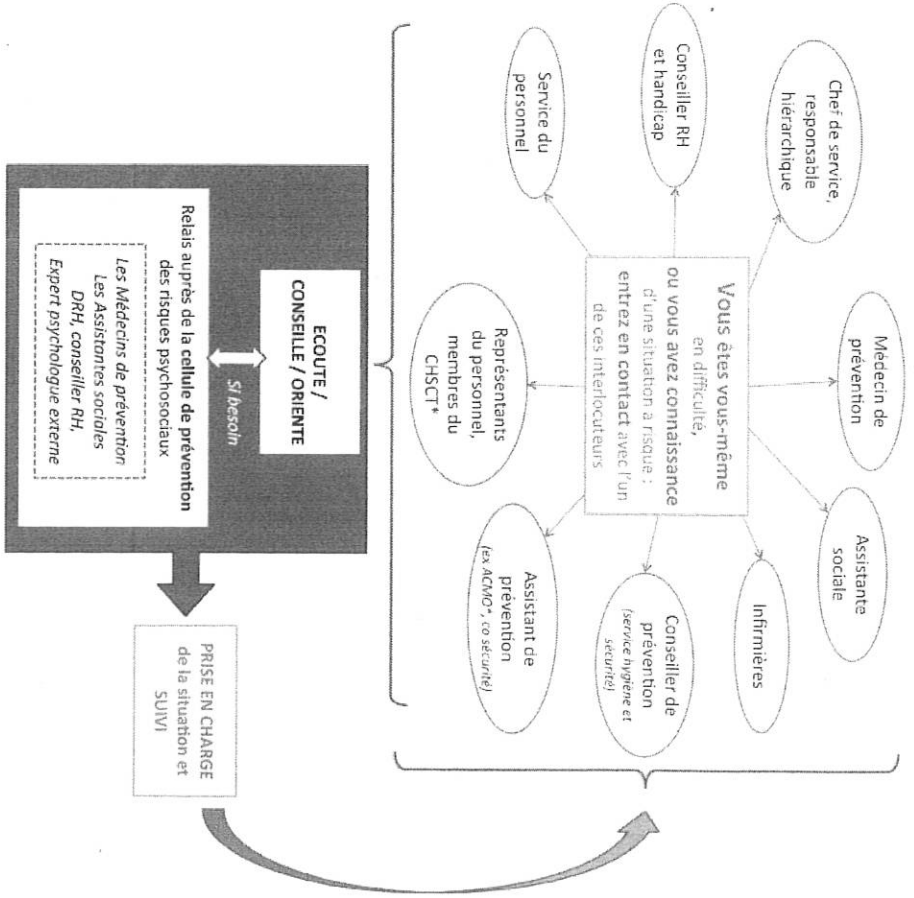 Chef de service,
responsable
hiérarchique
Médecin de
prévention
Assistante
sociale
Conseiller RH
et handicap
Infirmières
Vous êtes vous-même
en difficulté,
ou vous avez connaissance
d'une situation a risque :
entrez en contact avec l'un
de ces interlocuteurs
Service du
personnel
Conseiller de
prévention
(service hygiène et
sécurité)
Représentants
du personnel,
membres du
CHSCT*
Assistant de
prévention
(ex ACMO*, co sécurité)
ECOUTE /
CONSEILLE / ORIENTE
SI besoin
Relais auprès de la cellule de prévention
des risques psychosociaux
Les Médecins de prévention
Les Assistantes sociales
DRH, conseiller RH,
Expert psychologue externe
PRISE EN CHARGE
de la situation et
SUIVI